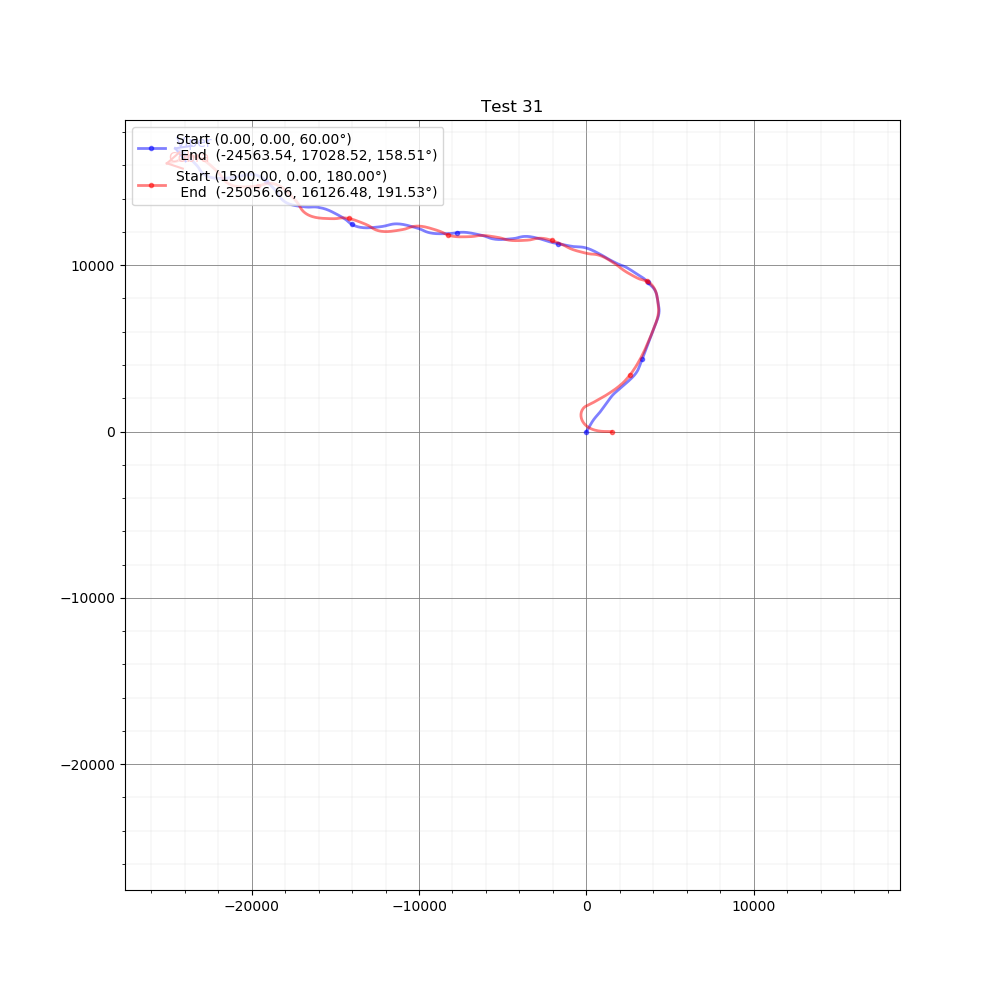 Test 31
Start (0.00, 0.00, 60.00°)
End (-24563.54, 17028.52, 158.51°)
Start (1500.00, 0.00, 180.00°)
End (-25056.66, 16126.48, 191.53°)
10000
0
−10000
−20000
−20000
−10000
0
10000